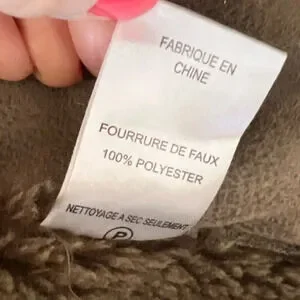 FABRIQUE EN
CHINE
FOURRURE DE FAUX
100% POLYESTER
NETTOYAGE A SEC SEULEMENT
P